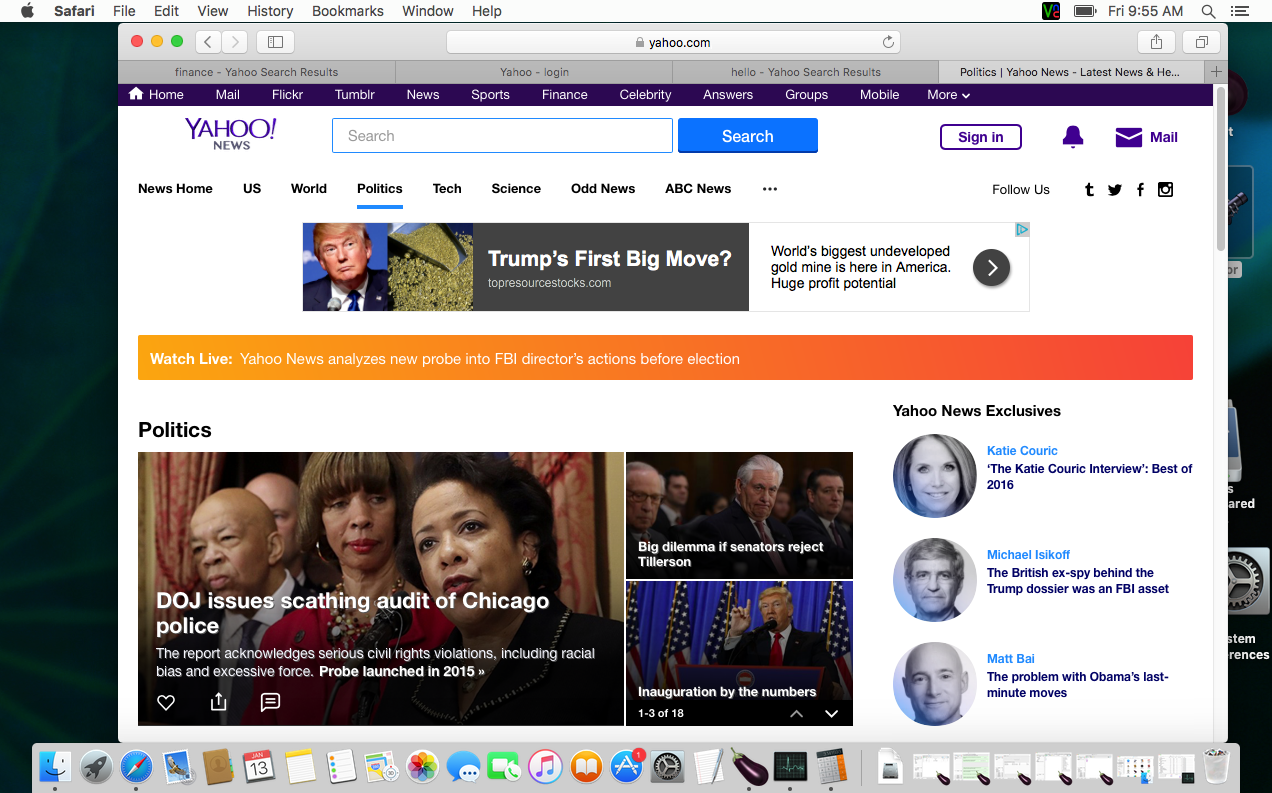 Safari File Edit View History Bookmarks Window Help
Fri 9:55 AM
yahoo.com
finance - Yahoo Search Results
Yahoo - login
hello - Yahoo Search Results
Politics | Yahoo News - Latest News & He...
Home Mail Flickr Tumblr News Sports Finance Celebrity Answers Groups Mobile More
YAHOO!
NEWS
Search
Search
Sign in
Mail
News Home US World Politics Tech Science Odd News ABC News
Follow Us
Trump's First Big Move?
topresourcestocks.com
World's biggest undeveloped
gold mine is here in America.
Huge profit potential
Watch Live: Yahoo News analyzes new probe into FBI director's actions before election
Politics
DOJ issues scathing audit of Chicago
police
The report acknowledges serious civil rights violations, including racial
bias and excessive force. Probe launched in 2015 »
Big dilemma if senators reject
Tillerson
Inauguration by the numbers
1-3 of 18
Yahoo News Exclusives
Katie Couric
‘The Katie Couric Interview’: Best of
2016
Michael Isikoff
The British ex-spy behind the
Trump dossier was an FBI asset
Matt Bai
The problem with Obama's last-
minute moves
JAN
13
1